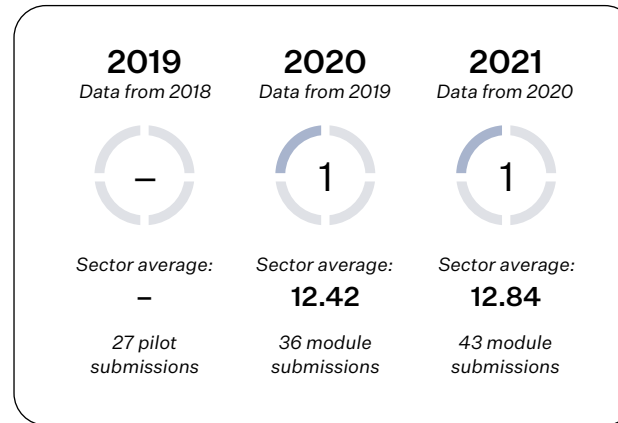 2019
Data from 2018
–
Sector average:
–
27 pilot
submissions
2020
Data from 2019
1
Sector average:
12.42
36 module
submissions
2021
Data from 2020
1
Sector average:
12.84
43 module
submissions